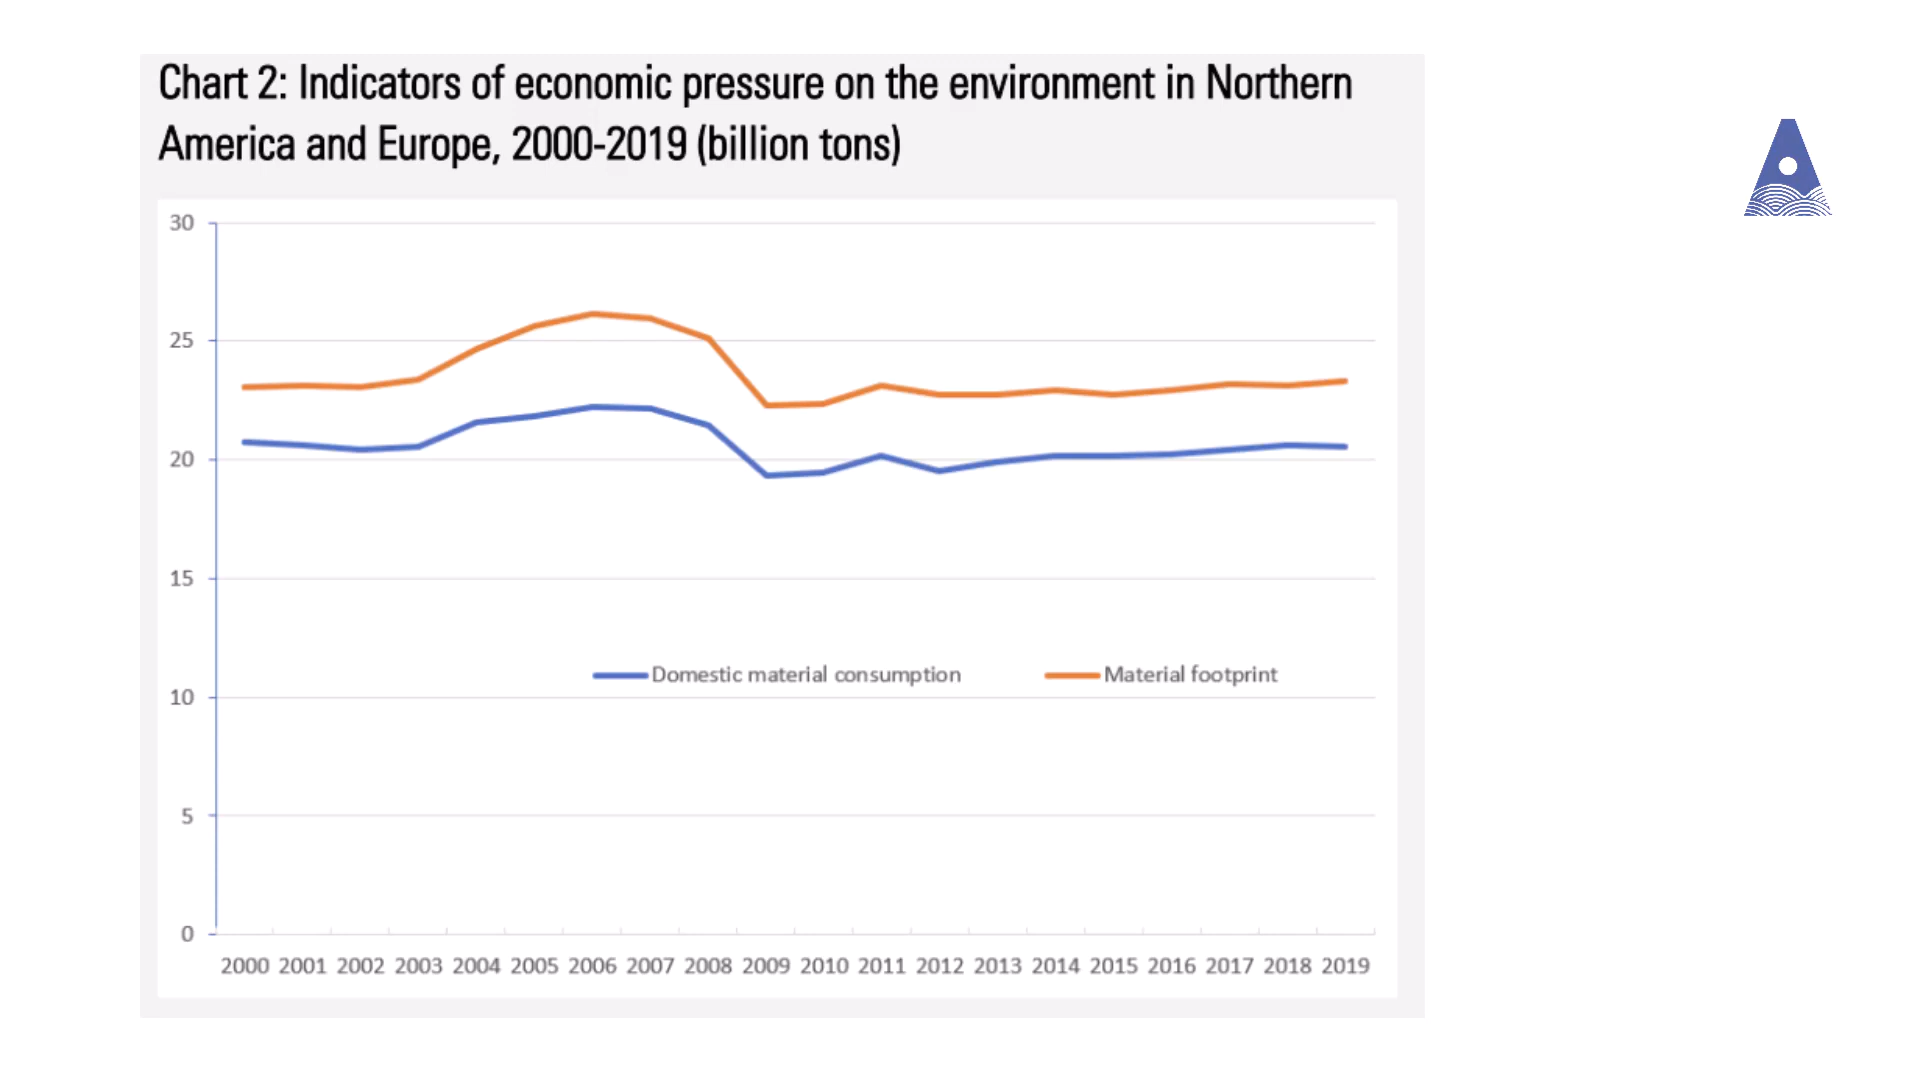 Chart 2: Indicators of economic pressure on the environment in Northern
America and Europe, 2000-2019 (billion tons)
30
25
20
15
Domestic material consumption Material footprint
10
5
0
2000 2001 2002 2003 2004 2005 2006 2007 2008 2009 2010 2011 2012 2013 2014 2015 2016 2017 2018 2019